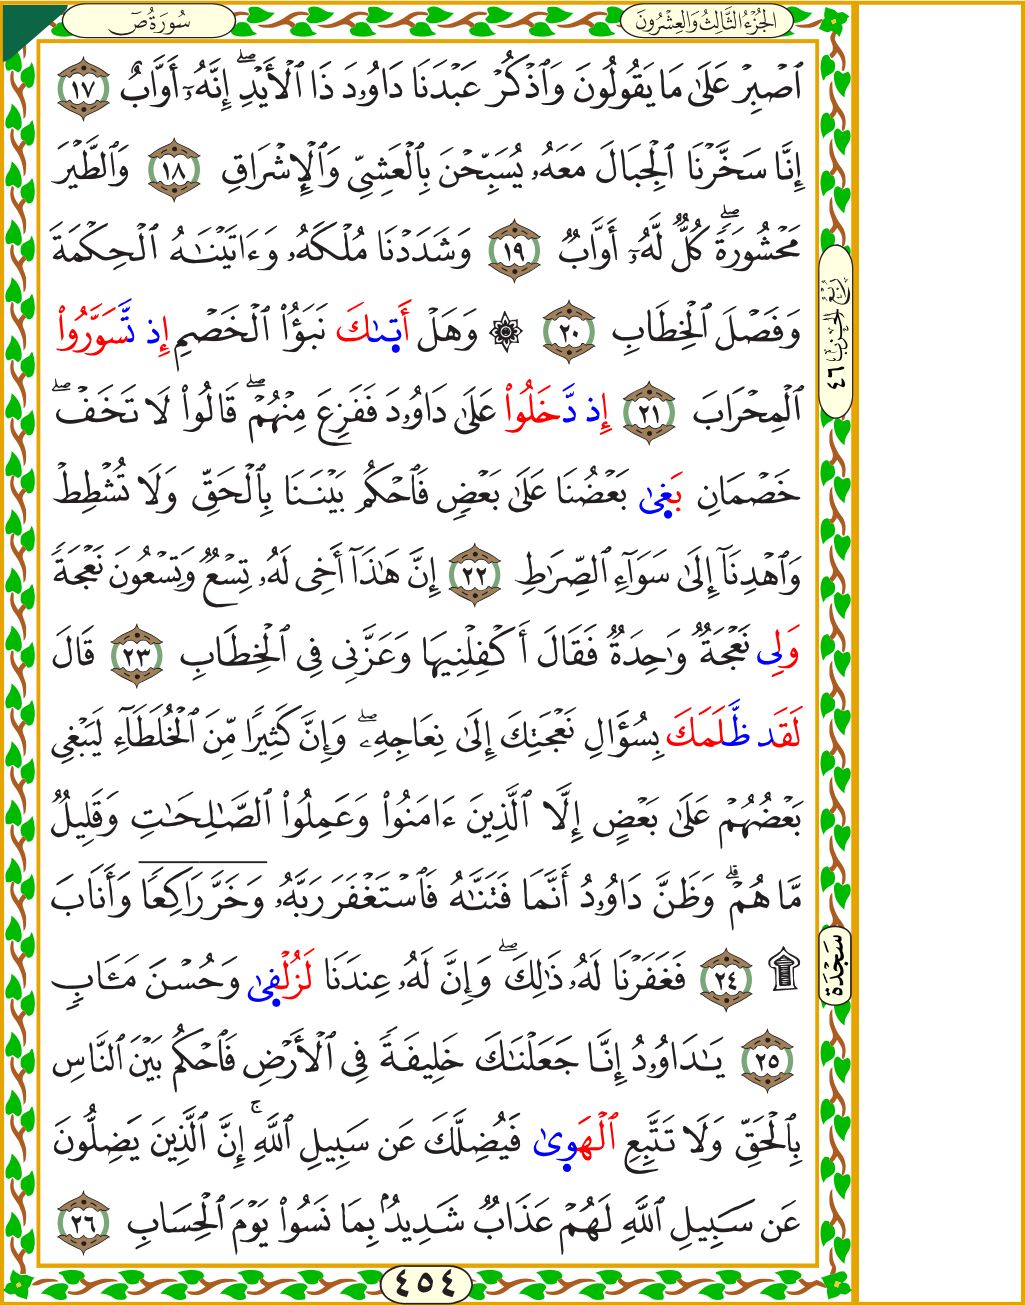 سُورَةُ صٓ
الجُزْءُ الثَّالِثُ وَالعِشْرُونَ
ٱصْبِرْ عَلَىٰ مَا يَقُولُونَ وَٱذْكُرْ عَبْدَنَا دَاوُۥدَ ذَا ٱلْأَيْدِۖ إِنَّهُۥٓ أَوَّابٌ ١٧
إِنَّا سَخَّرْنَا ٱلْجِبَالَ مَعَهُۥ يُسَبِّحْنَ بِٱلْعَشِىِّ وَٱلْإِشْرَاقِ ١٨ وَٱلطَّيْرَ
مَحْشُورَةًۖ كُلٌّ لَّهُۥٓ أَوَّابٌ ١٩ وَشَدَدْنَا مُلْكَهُۥ وَءَاتَيْنَـٰهُ ٱلْحِكْمَةَ
وَفَصْلَ ٱلْخِطَابِ ٢٠ ۞ وَهَلْ أَتىٰكَ نَبَؤُا۟ ٱلْخَصْمِ إِذ تَّسَوَّرُوا۟
ٱلْمِحْرَابَ ٢١ إِذ دَّخَلُوا۟ عَلَىٰ دَاوُۥدَ فَفَزِعَ مِنْهُمْۖ قَالُوا۟ لَا تَخَفْۖ
خَصْمَانِ بَغىٰ بَعْضُنَا عَلَىٰ بَعْضٍ فَٱحْكُم بَيْنَنَا بِٱلْحَقِّ وَلَا تُشْطِطْ
وَٱهْدِنَآ إِلَىٰ سَوَآءِ ٱلصِّرَٰطِ ٢٢ إِنَّ هَـٰذَآ أَخِى لَهُۥ تِسْعٌ وَتِسْعُونَ نَعْجَةً
وَلِى نَعْجَةٌ وَٰحِدَةٌ فَقَالَ أَكْفِلْنِيهَا وَعَزَّنِى فِى ٱلْخِطَابِ ٢٣ قَالَ
لَقَد ظَّلَمَكَ بِسُؤَالِ نَعْجَتِكَ إِلَىٰ نِعَاجِهِۦۖ وَإِنَّ كَثِيرًا مِّنَ ٱلْخُلَطَآءِ لَيَبْغِى
بَعْضُهُمْ عَلَىٰ بَعْضٍ إِلَّا ٱلَّذِينَ ءَامَنُوا۟ وَعَمِلُوا۟ ٱلصَّـٰلِحَـٰتِ وَقَلِيلٌ
مَّا هُمْۗ وَظَنَّ دَاوُۥدُ أَنَّمَا فَتَنَّـٰهُ فَٱسْتَغْفَرَ رَبَّهُۥ وَخَرَّ رَاكِعًا وَأَنَابَ
۩ ٢٤ فَغَفَرْنَا لَهُۥ ذَٰلِكَۖ وَإِنَّ لَهُۥ عِندَنَا لَزُلْفىٰ وَحُسْنَ مَـَٔابٍ
٢٥ يَـٰدَاوُۥدُ إِنَّا جَعَلْنَـٰكَ خَلِيفَةً فِى ٱلْأَرْضِ فَٱحْكُم بَيْنَ ٱلنَّاسِ
بِٱلْحَقِّ وَلَا تَتَّبِعِ ٱلْهَوىٰ فَيُضِلَّكَ عَن سَبِيلِ ٱللَّهِۚ إِنَّ ٱلَّذِينَ يَضِلُّونَ
عَن سَبِيلِ ٱللَّهِ لَهُمْ عَذَابٌ شَدِيدٌۢ بِمَا نَسُوا۟ يَوْمَ ٱلْحِسَابِ ٢٦
رُبْعُ الحِزْبِ ٤٦
سَجْدَة
٤٥٤